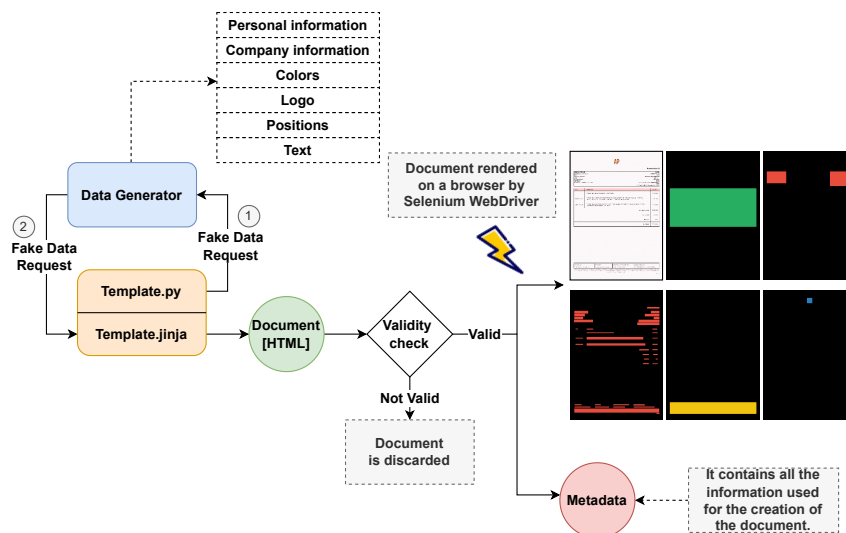 Personal information
Company information
Colors
Logo
Positions
Text
Document rendered
on a browser by
Selenium WebDriver
Data Generator
2
Fake Data
Request
1
Fake Data
Request
Template.py
Template.jinja
Document
[HTML]
Validity
check
Valid
Not Valid
Document
is discarded
Metadata
It contains all the
information used
for the creation of
the document.